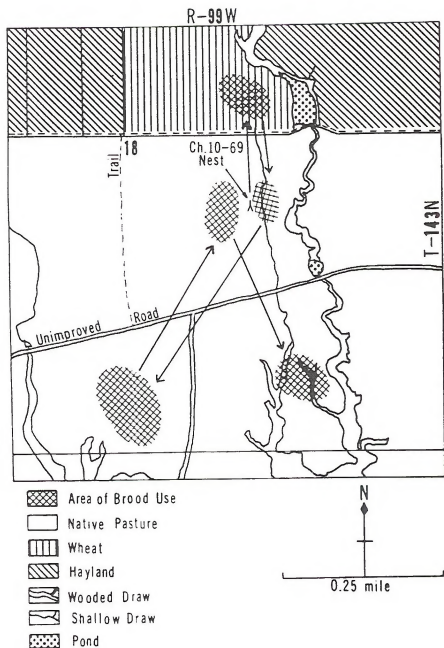 R-99W
Ch. 10-69
Nest
Trail
18
T-143N
Unimproved Road
Area of Brood Use
Native Pasture
Wheat
Hayland
Wooded Draw
Shallow Draw
Pond
N
0.25 mile